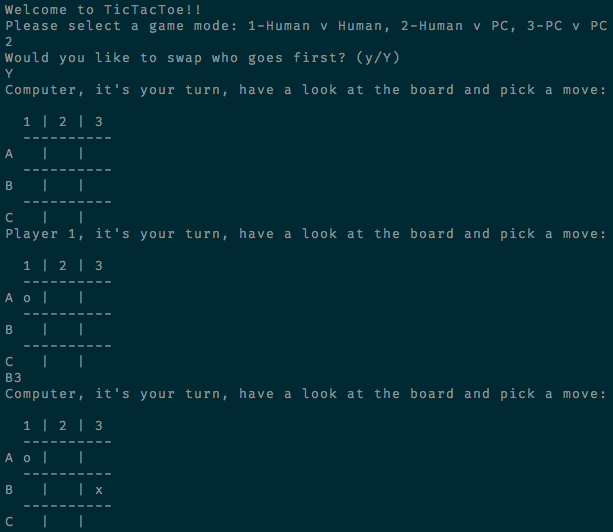 Welcome to TicTacToe!!
Please select a game mode: 1-Human v Human, 2-Human v PC, 3-PC v PC
2
Would you like to swap who goes first? (y/Y)
Y
Computer, it's your turn, have a look at the board and pick a move:

  1 | 2 | 3
  ----------
A   |   |
  ----------
B   |   |
  ----------
C   |   |
Player 1, it's your turn, have a look at the board and pick a move:

  1 | 2 | 3
  ----------
A o |   |
  ----------
B   |   |
  ----------
C   |   |
B3
Computer, it's your turn, have a look at the board and pick a move:

  1 | 2 | 3
  ----------
A o |   |
  ----------
B   |   | x
  ----------
C   |   |